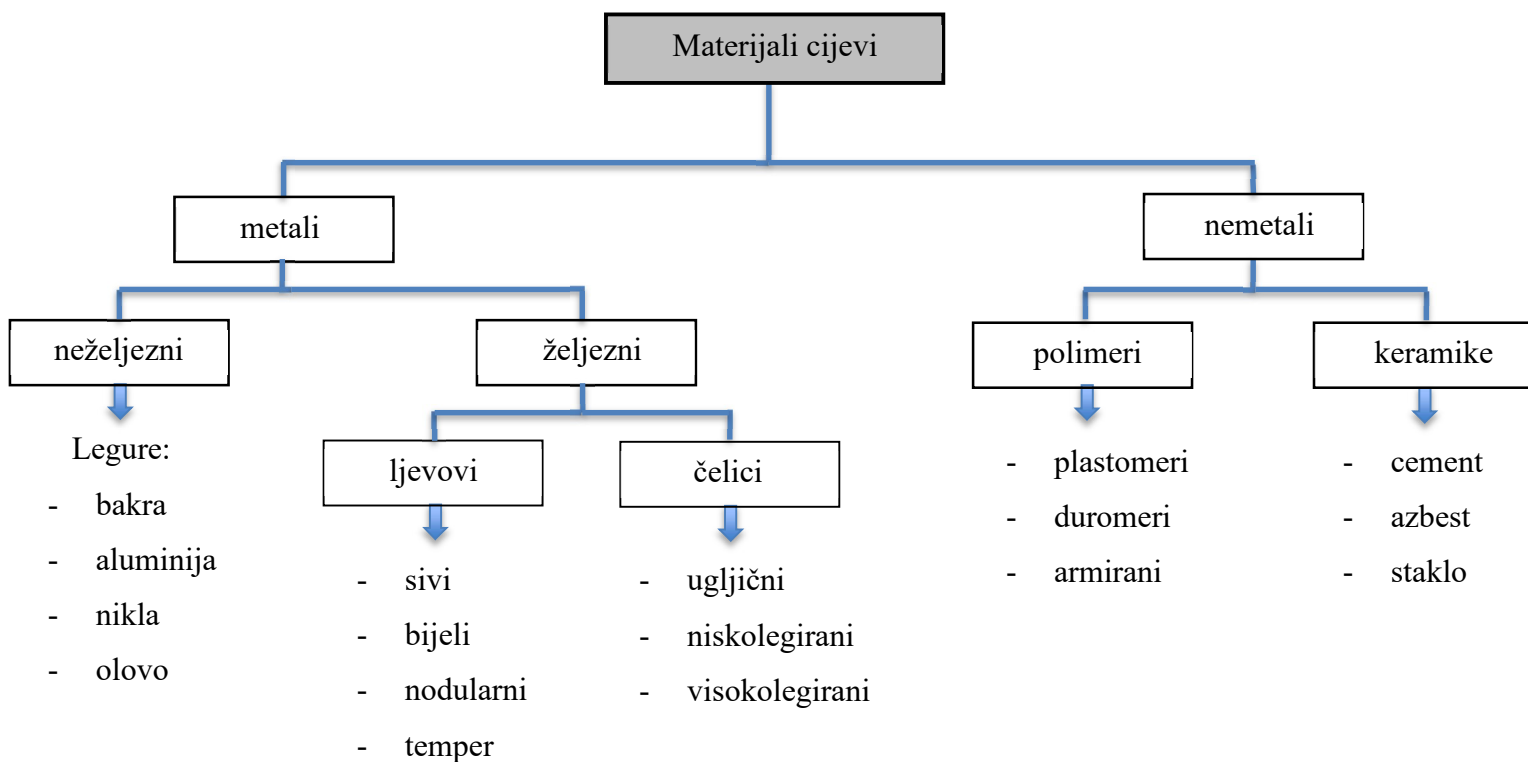 Materijali cijevi
metali
nemetali
neželjezni
željezni
polimeri
keramike
Legure:
- bakra
- aluminija
- nikla
- olovo
ljevovi
- sivi
- bijeli
- nodularni
- temper
čelici
- ugljični
- niskolegirani
- visokolegirani
- plastomeri
- duromeri
- armirani
- cement
- azbest
- staklo